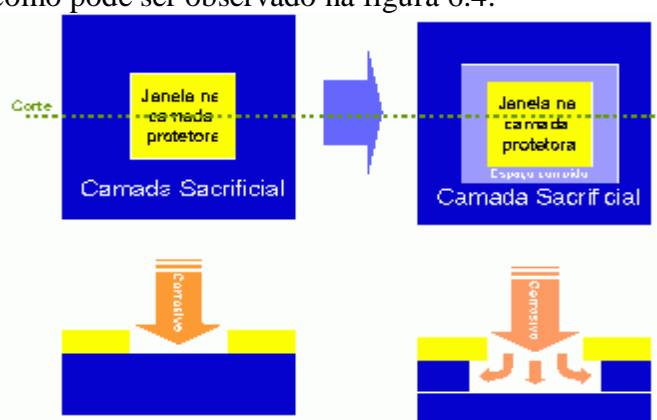 como pode ser observado na figura 6.4.
Corte
Janela na
camada
protetora
Camada Sacrificial
Janela na
camada
protetora
Espaço corroído
Camada Sacrificial
Corrosivo
Corrosivo